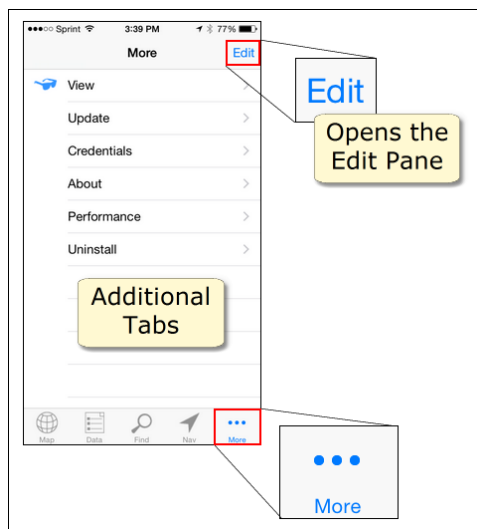 Sprint 3:39 PM 77%
More Edit
View
Update
Credentials
About
Performance
Uninstall
Additional
Tabs
Map Data Find Nav More
Edit
Opens the
Edit Pane
More